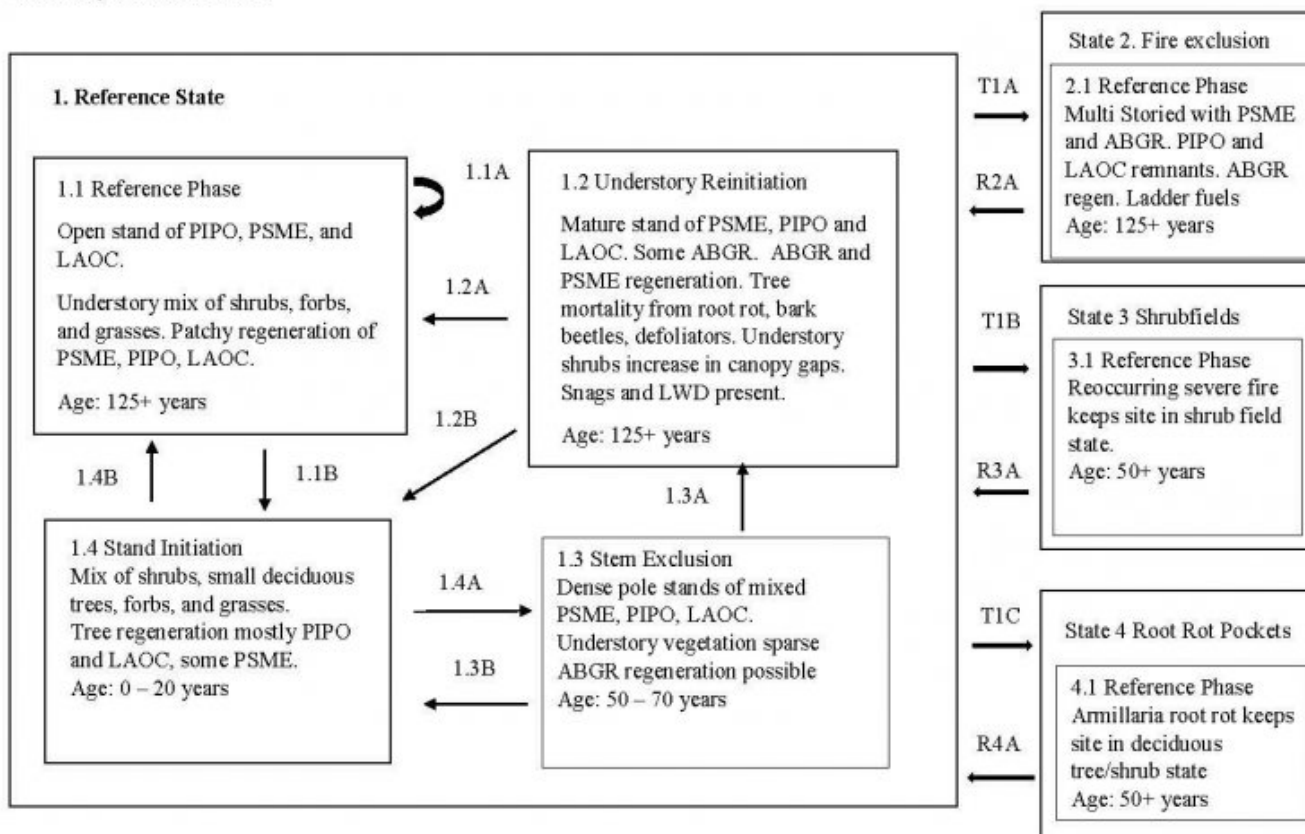 1. Reference State
1.1 Reference Phase
Open stand of PIPO, PSME, and
LAOC.
Understory mix of shrubs, forbs,
and grasses. Patchy regeneration of
PSME, PIPO, LAOC.
Age: 125+ years
1.1A
1.2A
1.2B
1.2 Understory Reinitiation
Mature stand of PSME, PIPO and
LAOC. Some ABGR. ABGR and
PSME regeneration. Tree
mortality from root rot, bark
beetles, defoliators. Understory
shrubs increase in canopy gaps.
Snags and LWD present.
Age: 125+ years
1.4B
1.1B
1.3A
1.4 Stand Initiation
Mix of shrubs, small deciduous
trees, forbs, and grasses.
Tree regeneration mostly PIPO
and LAOC, some PSME.
Age: 0 – 20 years
1.4A
1.3B
1.3 Stem Exclusion
Dense pole stands of mixed
PSME, PIPO, LAOC.
Understory vegetation sparse
ABGR regeneration possible
Age: 50 – 70 years
T1A
R2A
State 2. Fire exclusion
2.1 Reference Phase
Multi Storied with PSME
and ABGR. PIPO and
LAOC remnants. ABGR
regen. Ladder fuels
Age: 125+ years
T1B
R3A
State 3 Shrubfields
3.1 Reference Phase
Reoccurring severe fire
keeps site in shrub field
state.
Age: 50+ years
T1C
R4A
State 4 Root Rot Pockets
4.1 Reference Phase
Armillaria root rot keeps
site in deciduous
tree/shrub state
Age: 50+ years